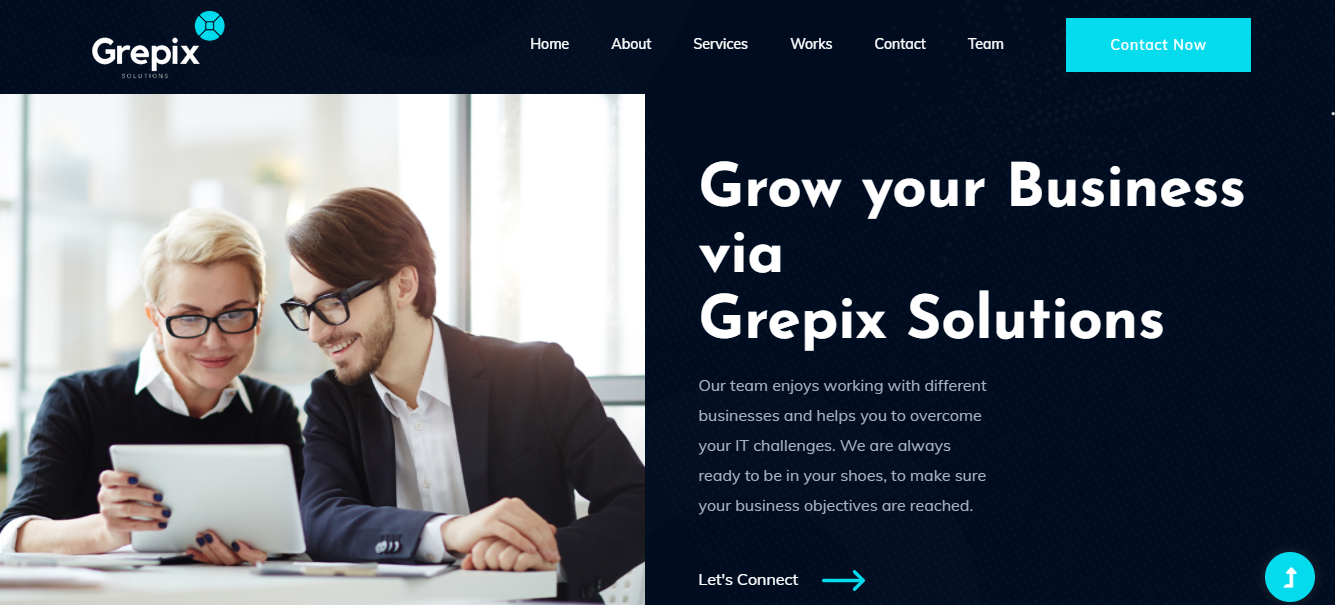 Grepix
SOLUTIONS
Home About Services Works Contact Team
Contact Now
Grow your Business
via
Grepix Solutions
Our team enjoys working with different
businesses and helps you to overcome
your IT challenges. We are always
ready to be in your shoes, to make sure
your business objectives are reached.
Let's Connect